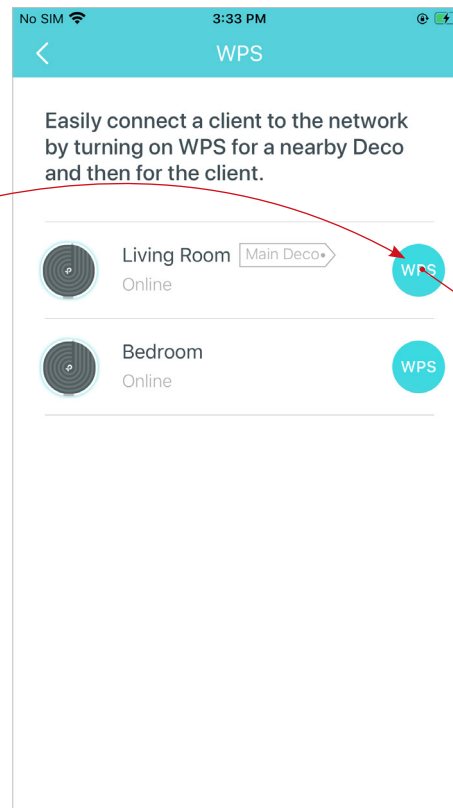 No SIM 3:33 PM
WPS
Easily connect a client to the network
by turning on WPS for a nearby Deco
and then for the client.
Living Room Main Deco
Online
WPS
Bedroom
Online
WPS